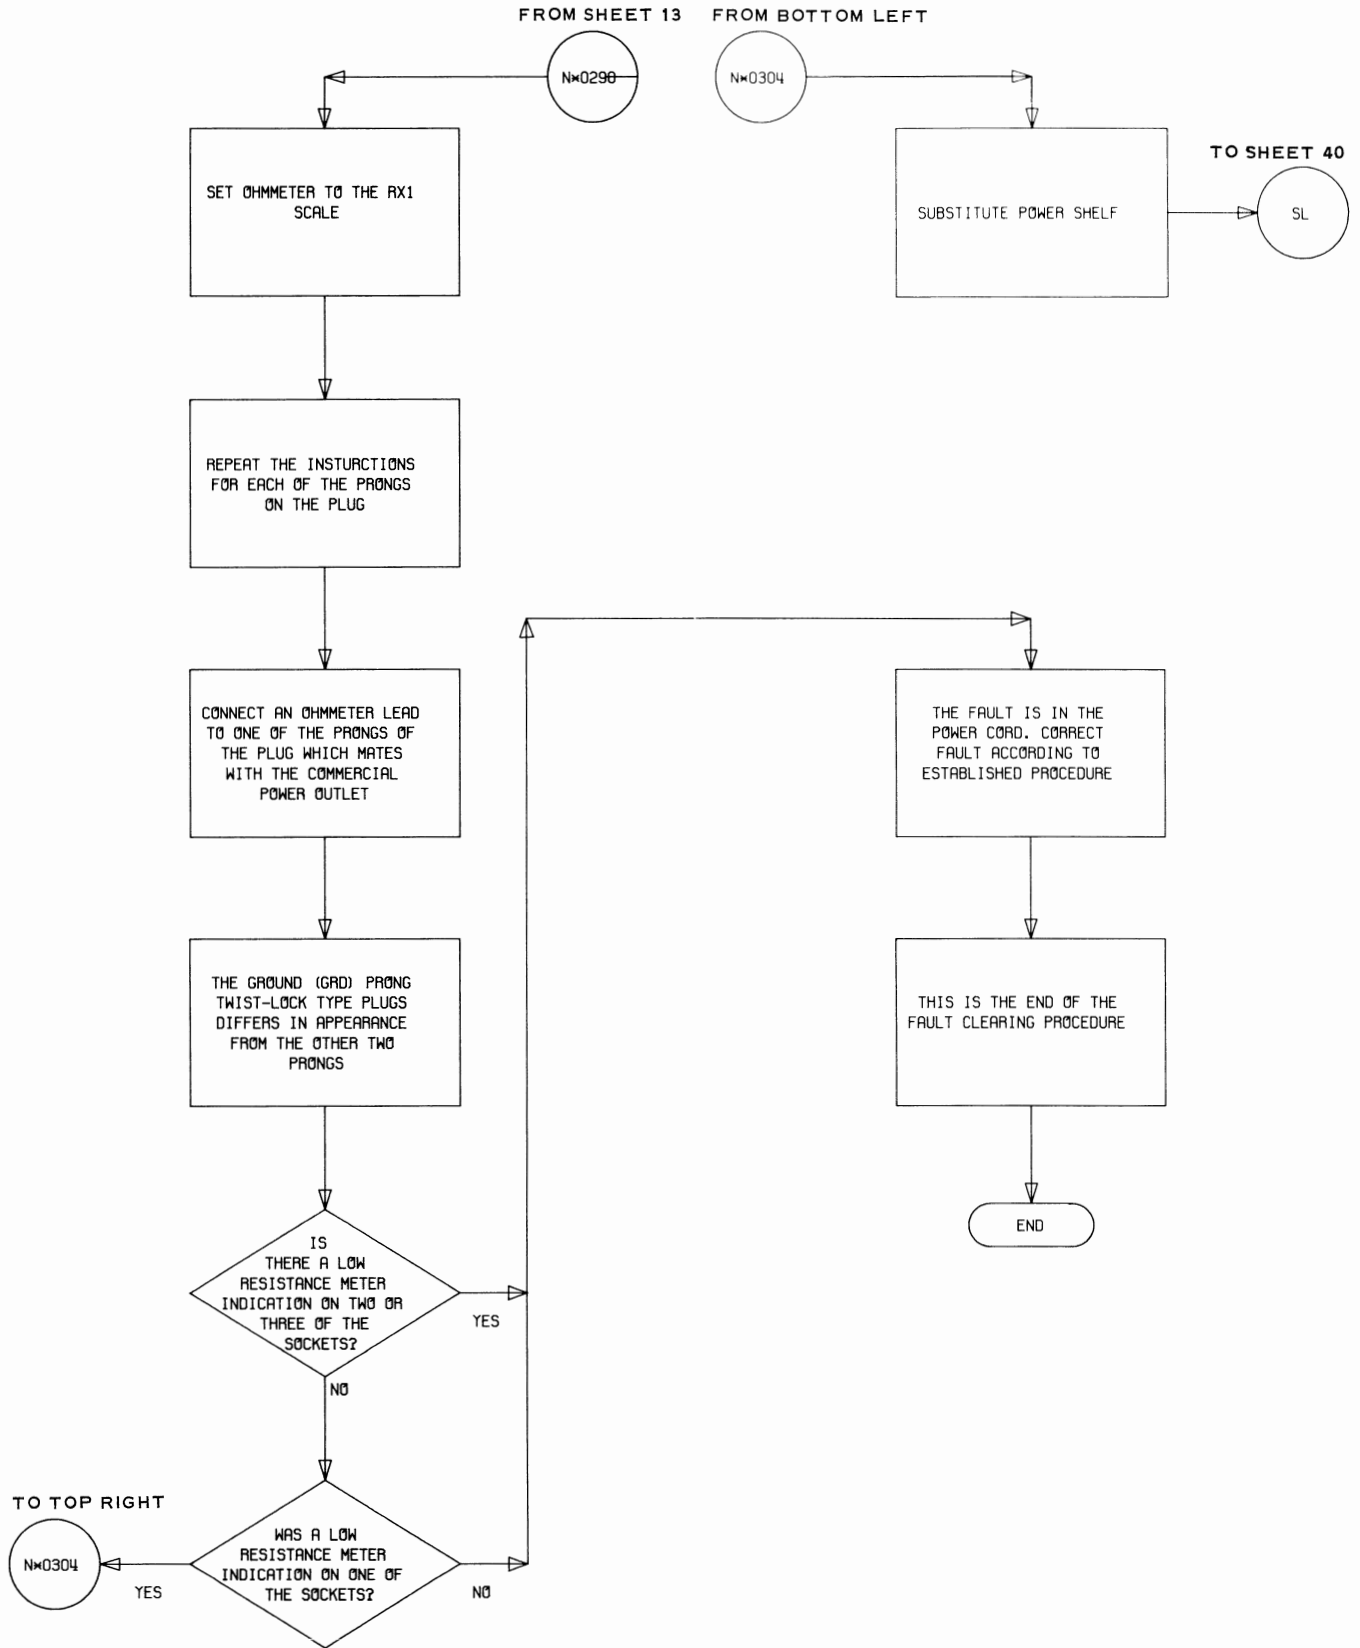 FROM SHEET 13
FROM BOTTOM LEFT
N*0290
N*0304
SET OHMMETER TO THE RX1
SCALE
SUBSTITUTE POWER SHELF
TO SHEET 40
SL
REPEAT THE INSTURCTIONS
FOR EACH OF THE PRONGS
ON THE PLUG
CONNECT AN OHMMETER LEAD
TO ONE OF THE PRONGS OF
THE PLUG WHICH MATES
WITH THE COMMERCIAL
POWER OUTLET
THE FAULT IS IN THE
POWER CORD. CORRECT
FAULT ACCORDING TO
ESTABLISHED PROCEDURE
THE GROUND (GRD) PRONG
TWIST-LOCK TYPE PLUGS
DIFFERS IN APPEARANCE
FROM THE OTHER TWO
PRONGS
THIS IS THE END OF THE
FAULT CLEARING PROCEDURE
END
IS
THERE A LOW
RESISTANCE METER
INDICATION ON TWO OR
THREE OF THE
SOCKETS?
YES
NO
TO TOP RIGHT
N*0304
YES
WAS A LOW
RESISTANCE METER
INDICATION ON ONE OF
THE SOCKETS?
NO